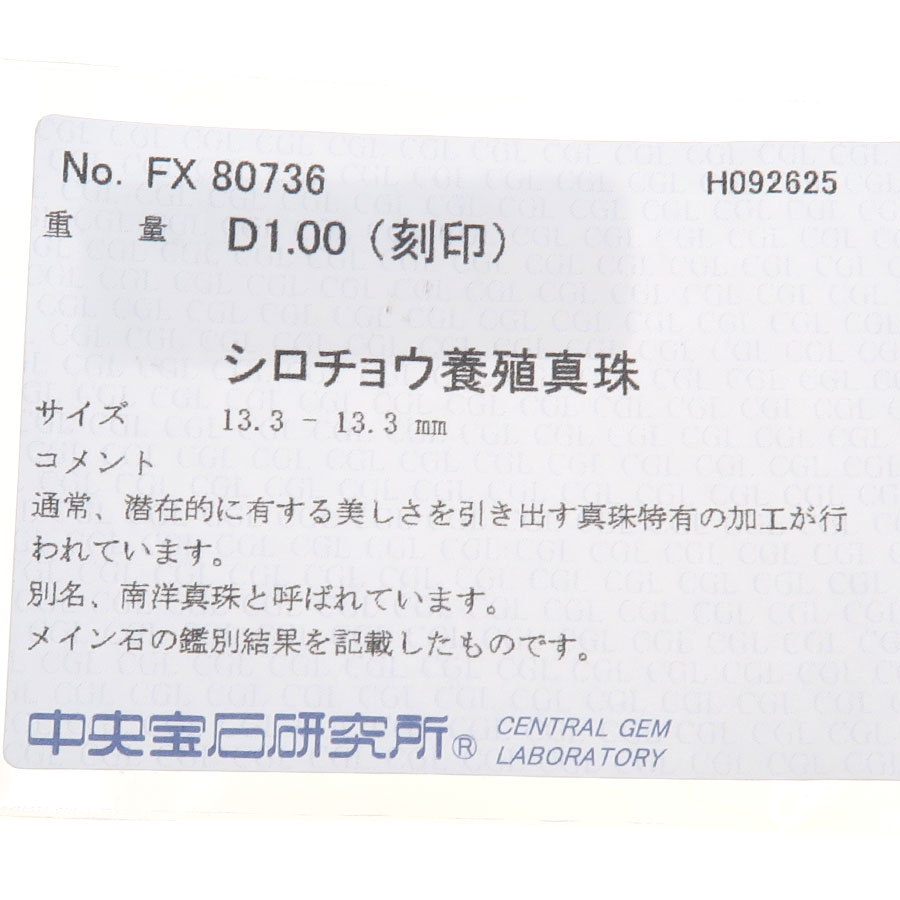 No. FX 80736 H092625
重 量 D1.00 (刻印)
シロチョウ養殖真珠
サイズ 13.3 - 13.3 mm
コメント
通常、潜在的に有する美しさを引き出す真珠特有の加工が行
われています。
別名、南洋真珠と呼ばれています。
メイン石の鑑別結果を記載したものです。
中央宝石研究所® CENTRAL GEM
LABORATORY